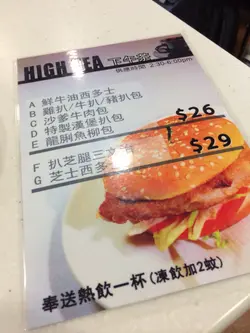 HIGH TEA 下午茶
供應時間 2:30-6:00pm
A 鮮牛油西多士
B 雞扒/牛扒/豬扒包
C 沙爹牛肉包
D 特製漢堡扒包
E 龍脷魚柳包
$26
F 扒芝腿三文
G 芝士西多
$29
奉送熱飲一杯(凍飲加2蚊)